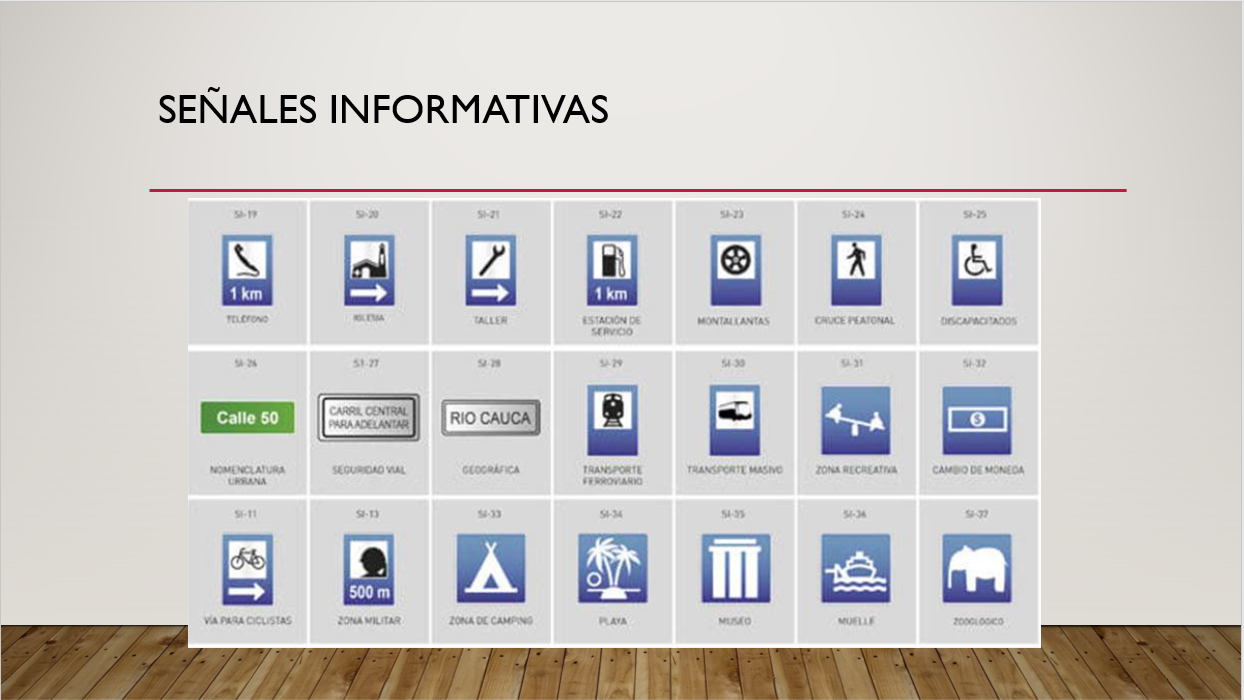 SEÑALES INFORMATIVAS
SI-19 SI-20 SI-21 SI-22 SI-23 SI-24 SI-25
1 km 1 km
TELÉFONO IGLESIA TALLER ESTACIÓN DE SERVICIO MONTALLANTAS CRUCE PEATONAL DISCAPACITADOS
SI-26 SI-27 SI-28 SI-29 SI-30 SI-31 SI-32
Calle 50 CARRIL CENTRAL PARA ADELANTAR RIO CAUCA $
NOMENCLATURA URBANA SEGURIDAD VIAL GEOGRÁFICA TRANSPORTE FERROVIARIO TRANSPORTE MASIVO ZONA RECREATIVA CAMBIO DE MONEDA
SI-11 SI-13 SI-33 SI-34 SI-35 SI-36 SI-37
500 m
VÍA PARA CICLISTAS ZONA MILITAR ZONA DE CAMPING PLAYA MUSEO MUELLE ZOOLÓGICO